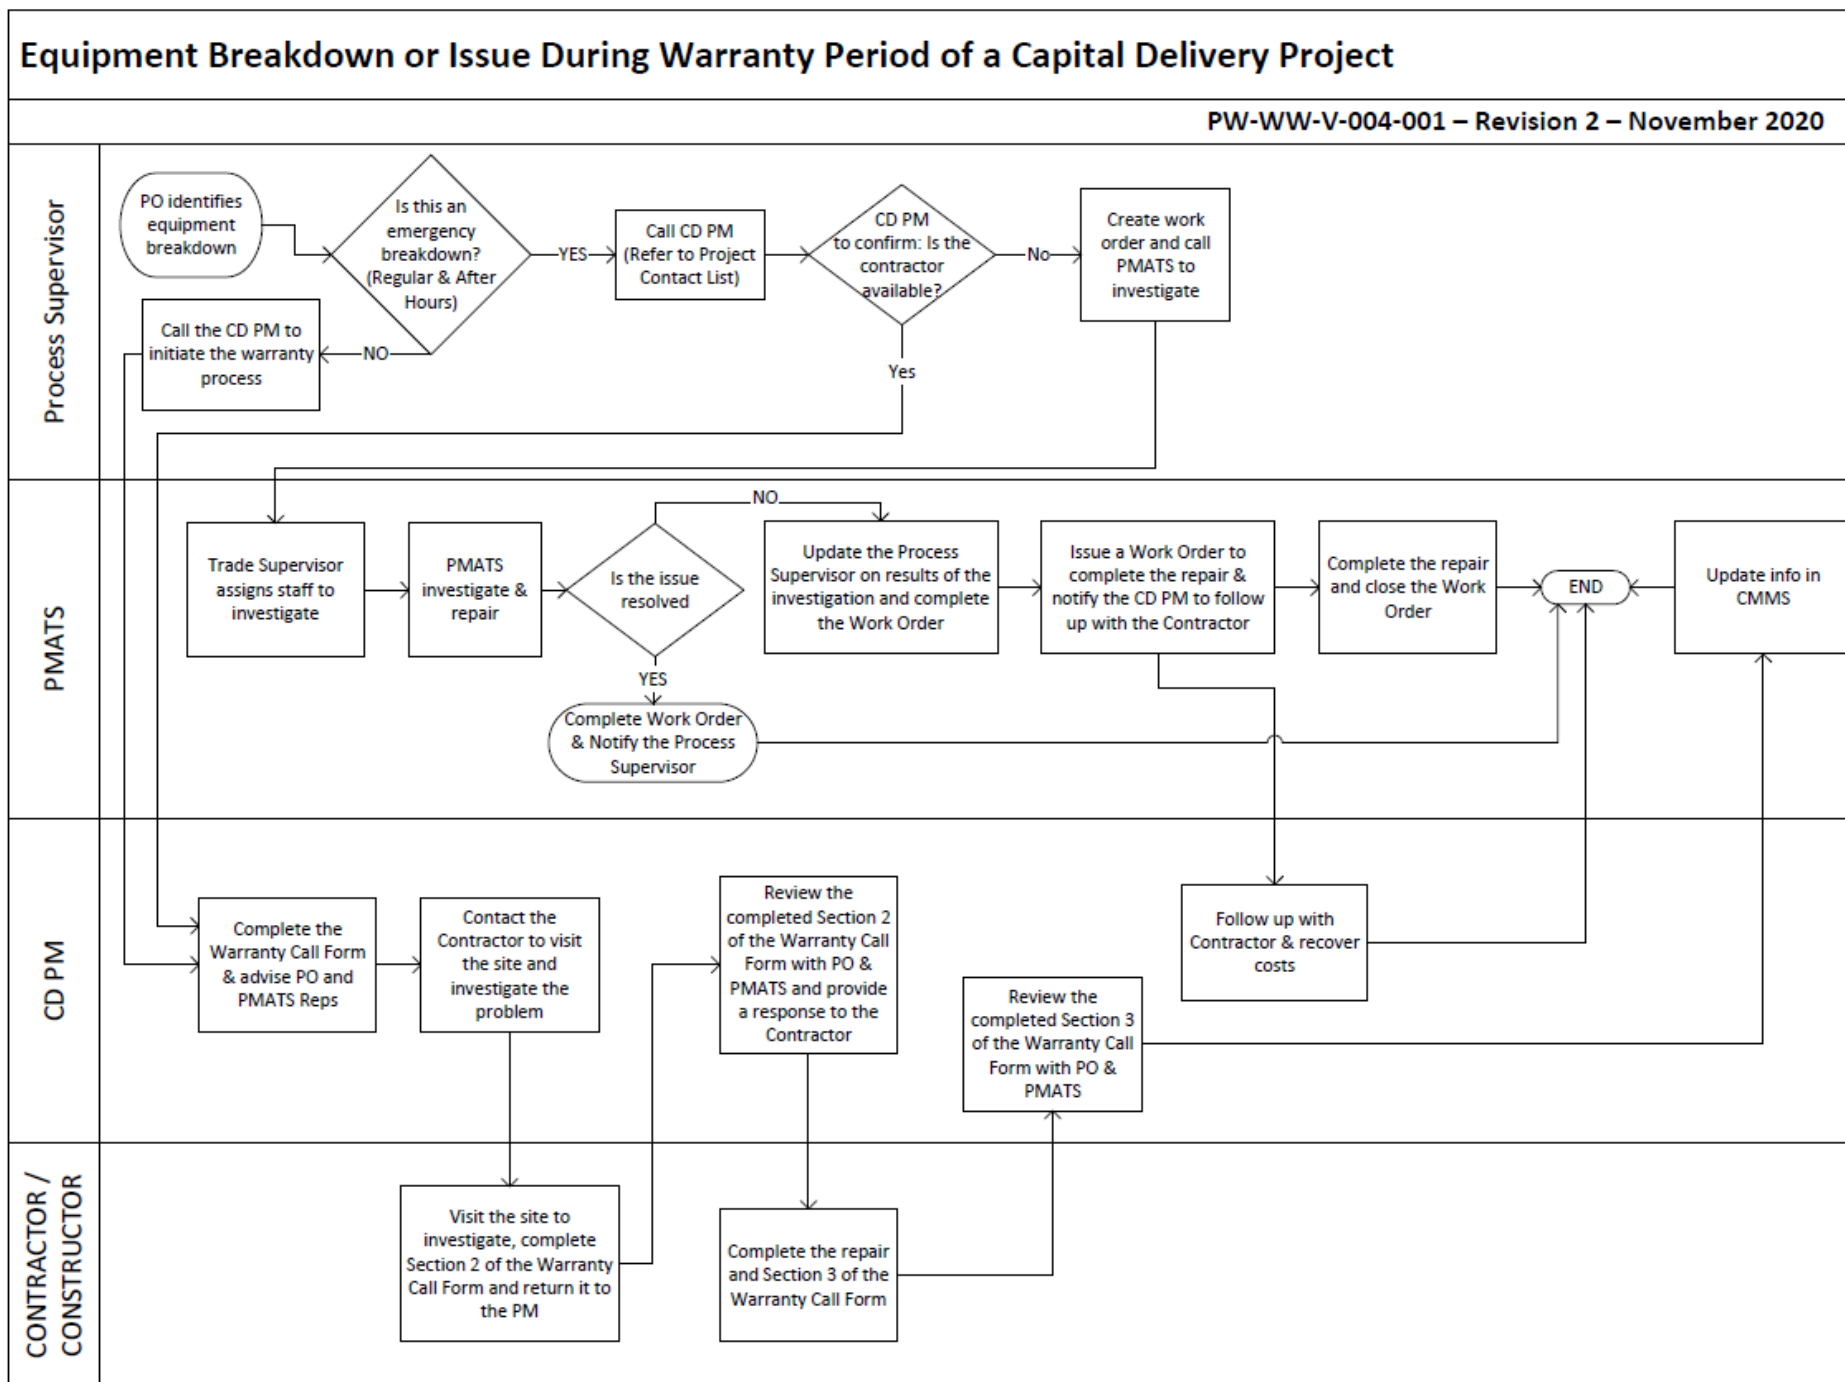 Equipment Breakdown or Issue During Warranty Period of a Capital Delivery Project
PW-WW-V-004-001 – Revision 2 – November 2020
Process Supervisor
PO identifies
equipment
breakdown
Is this an
emergency
breakdown?
(Regular & After
Hours)
YES
Call CD PM
(Refer to Project
Contact List)
CD PM
to confirm: Is the
contractor
available?
No
Create work
order and call
PMATS to
investigate
Call the CD PM to
initiate the warranty
process
NO
Yes
PMATS
Trade Supervisor
assigns staff to
investigate
PMATS
investigate &
repair
Is the issue
resolved
NO
Update the Process
Supervisor on results of the
investigation and complete
the Work Order
Issue a Work Order to
complete the repair &
notify the CD PM to follow
up with the Contractor
Complete the repair
and close the Work
Order
END
Update info in
CMMS
YES
Complete Work Order
& Notify the Process
Supervisor
CD PM
Complete the
Warranty Call Form
& advise PO and
PMATS Reps
Contact the
Contractor to visit
the site and
investigate the
problem
Review the
completed Section 2
of the Warranty Call
Form with PO &
PMATS and provide
a response to the
Contractor
Review the
completed Section 3
of the Warranty Call
Form with PO &
PMATS
Follow up with
Contractor & recover
costs
CONTRACTOR /
CONSTRUCTOR
Visit the site to
investigate, complete
Section 2 of the Warranty
Call Form and return it to
the PM
Complete the repair
and Section 3 of the
Warranty Call Form